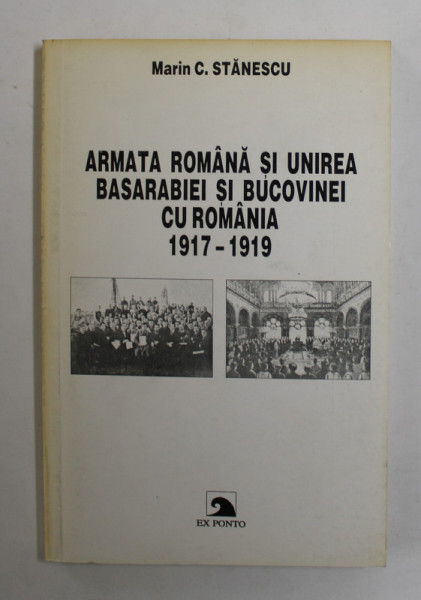 Marin C. STĂNESCU
ARMATA ROMÂNĂ ȘI UNIREA
BASARABIEI ȘI BUCOVINEI
CU ROMÂNIA
1917 - 1919
EX PONTO